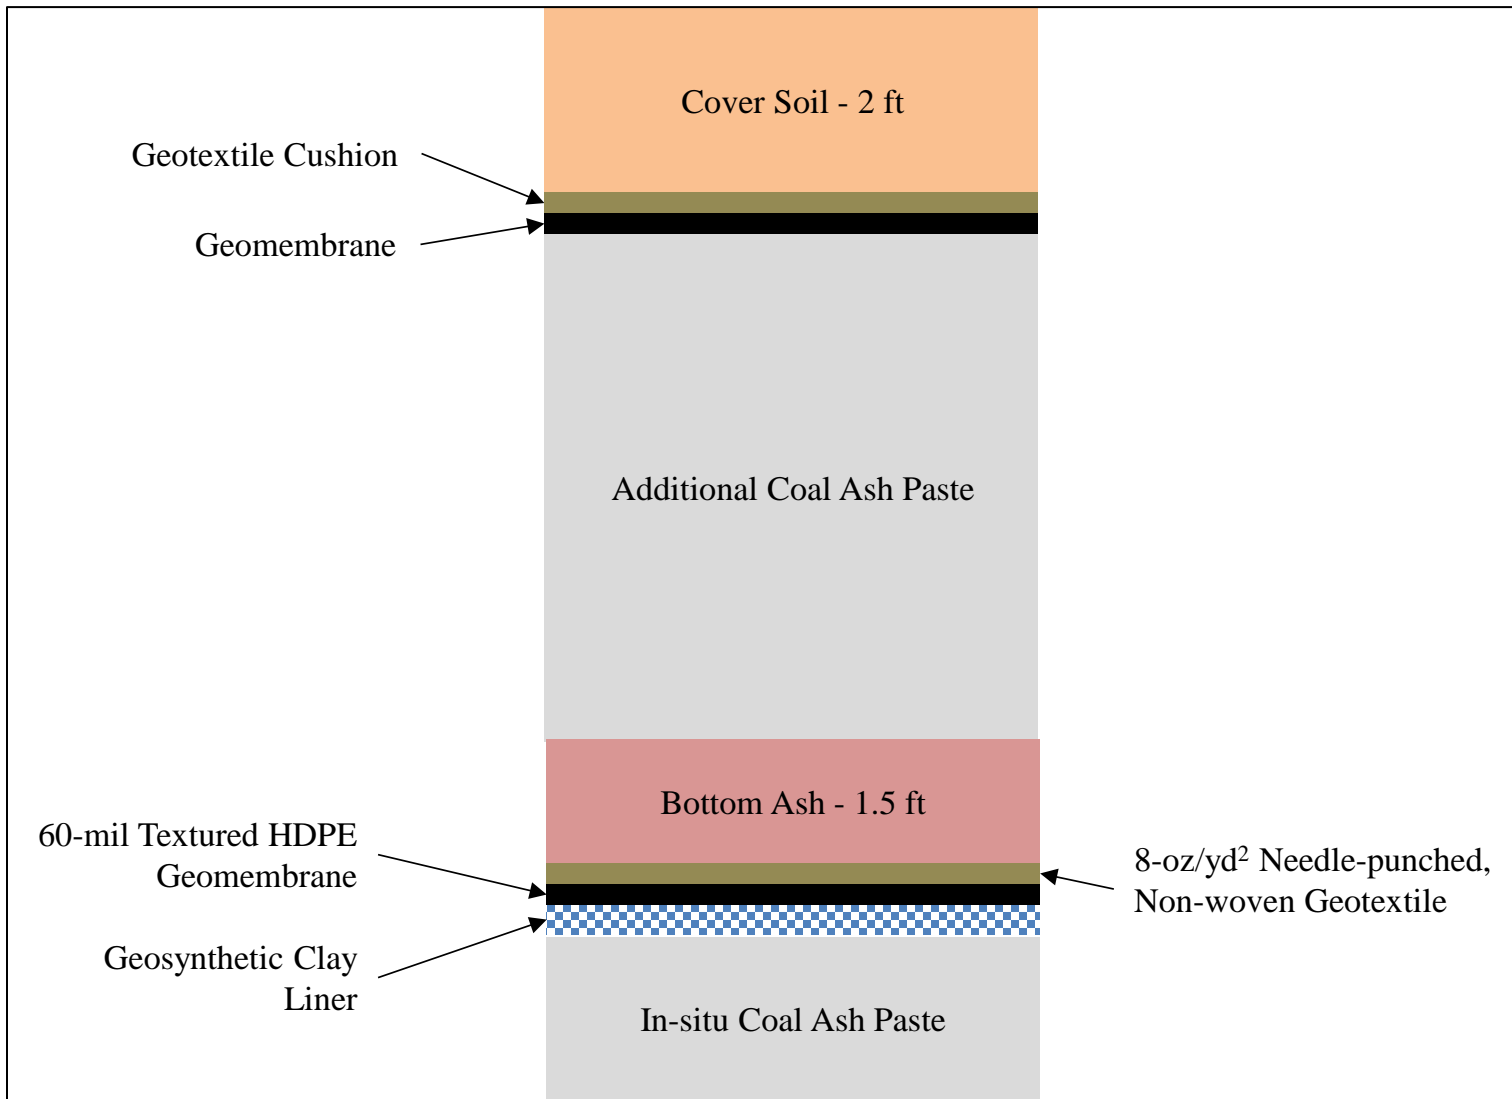 Cover Soil - 2 ft
Geotextile Cushion
Geomembrane
Additional Coal Ash Paste
Bottom Ash - 1.5 ft
60-mil Textured HDPE
Geomembrane
8-oz/yd² Needle-punched,
Non-woven Geotextile
Geosynthetic Clay
Liner
In-situ Coal Ash Paste